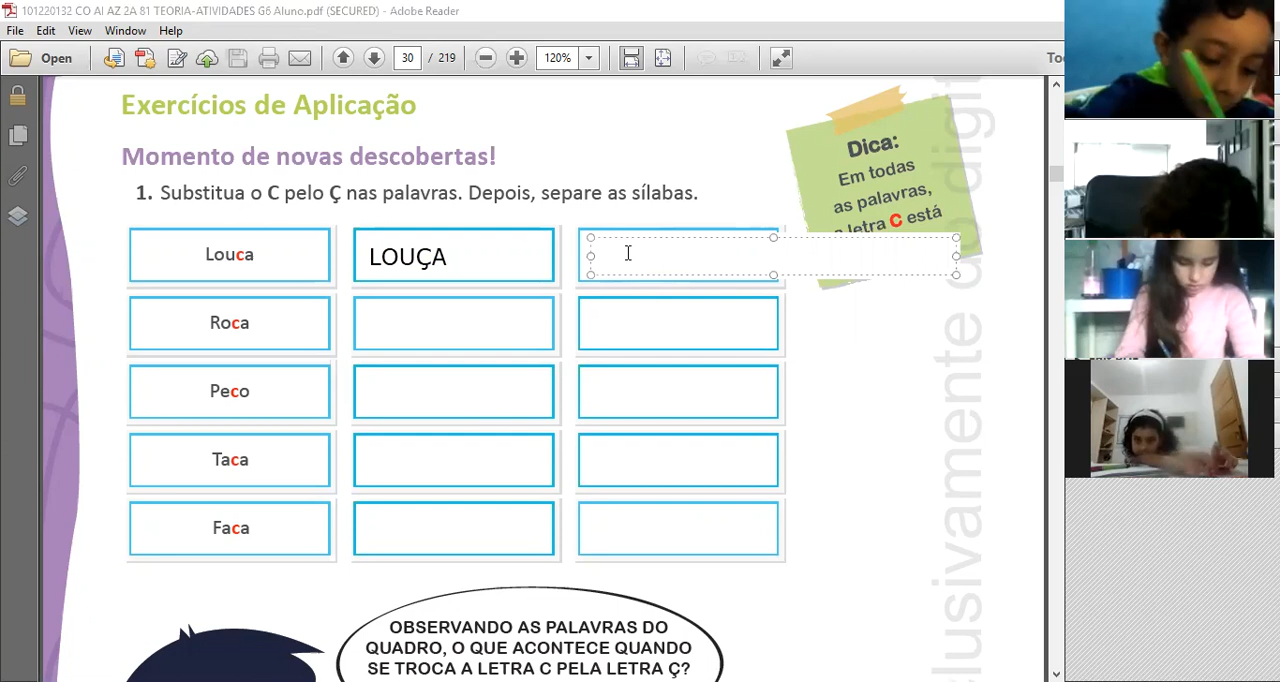 101220132 CO AI AZ 2A 81 TEORIA-ATIVIDADES G6 Aluno.pdf (SECURED) - Adobe Reader
File Edit View Window Help
Open 30 / 219 120%
Exercícios de Aplicação
Momento de novas descobertas!
1. Substitua o C pelo Ç nas palavras. Depois, separe as sílabas.
Dica:
Em todas
as palavras,
a letra C está
Louca LOUÇA
Roca
Peco
Taca
Faca
OBSERVANDO AS PALAVRAS DO
QUADRO, O QUE ACONTECE QUANDO
SE TROCA A LETRA C PELA LETRA Ç?